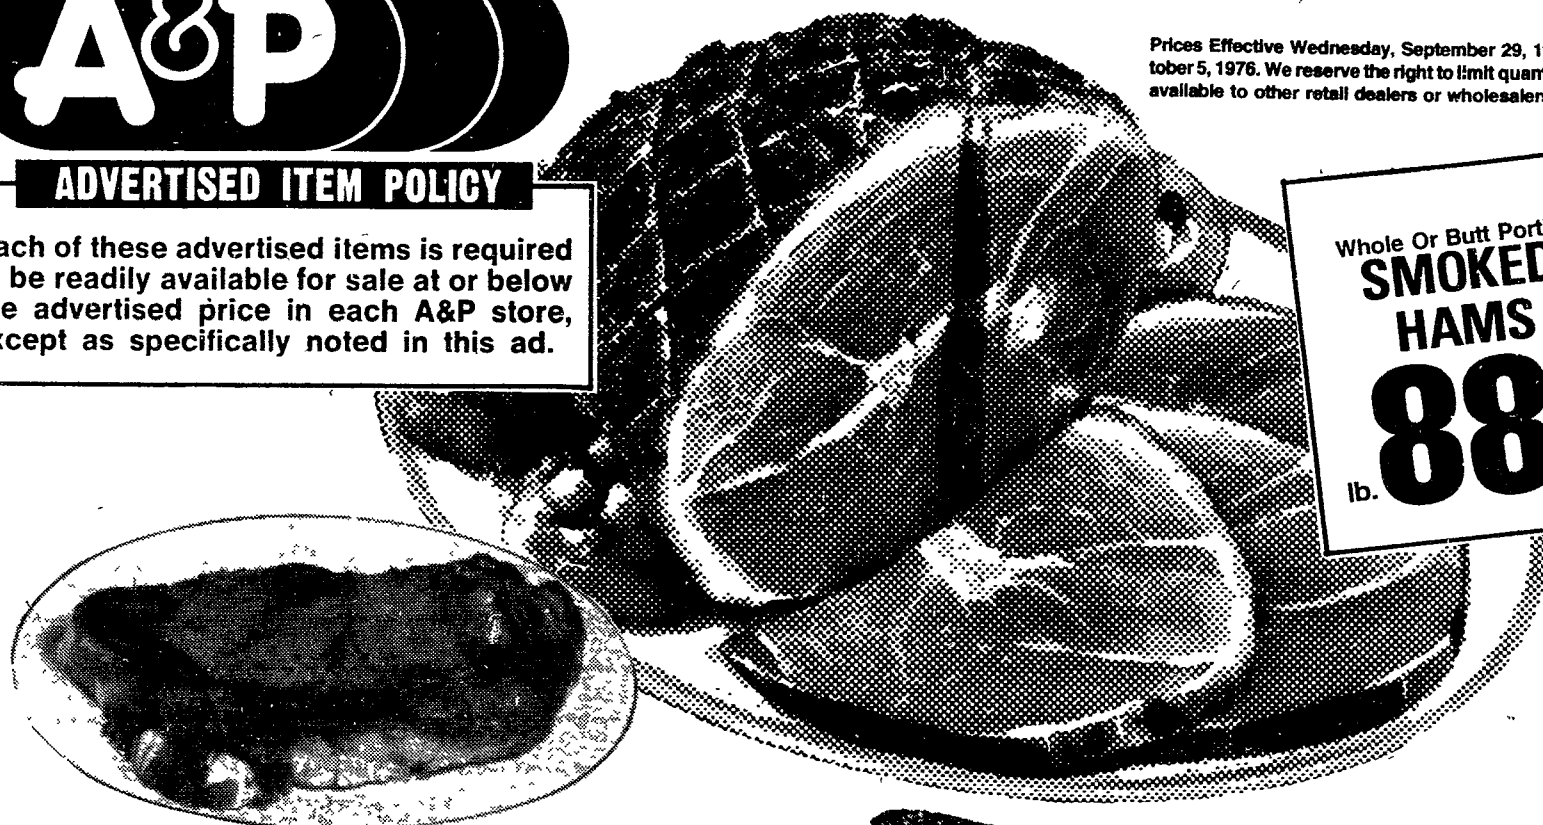 A&P
ADVERTISED ITEM POLICY
ach of these advertised items is required
be readily available for sale at or below
e advertised price in each A&P store,
xcept as specifically noted in this ad.
Prices Effective Wednesday, September 29, 1
tober 5, 1976. We reserve the right to limit quan
available to other retail dealers or wholesaler
Whole Or Butt Port
SMOKED
HAMS
lb. 88